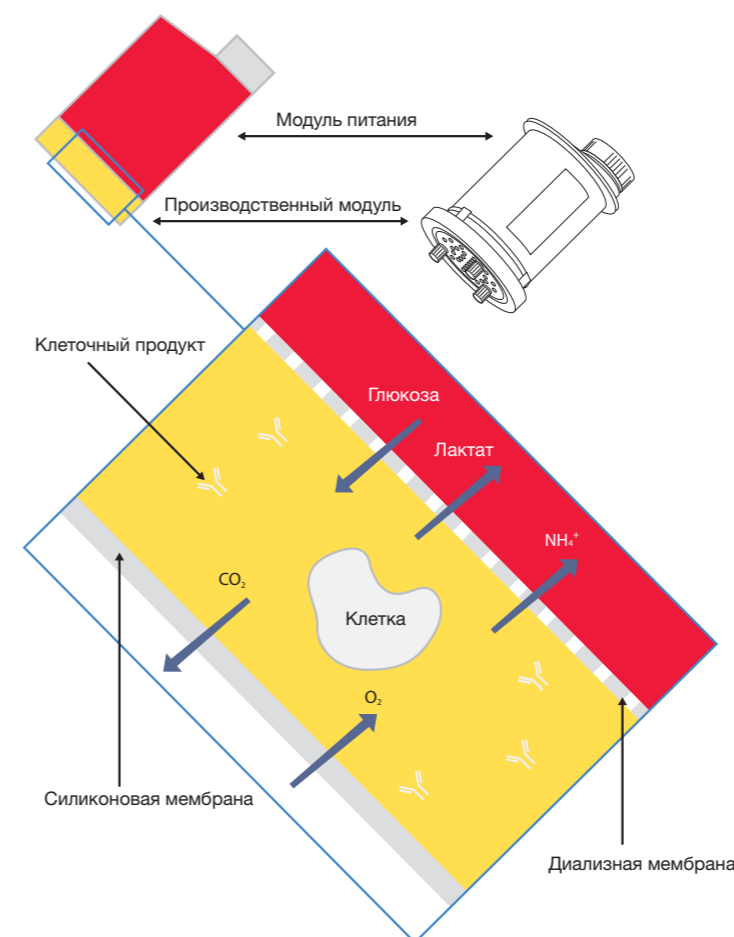 Модуль питания
Производственный модуль
Клеточный продукт
Глюкоза
Лактат
NH₄⁺
CO₂
Клетка
O₂
Силиконовая мембрана
Диализная мембрана